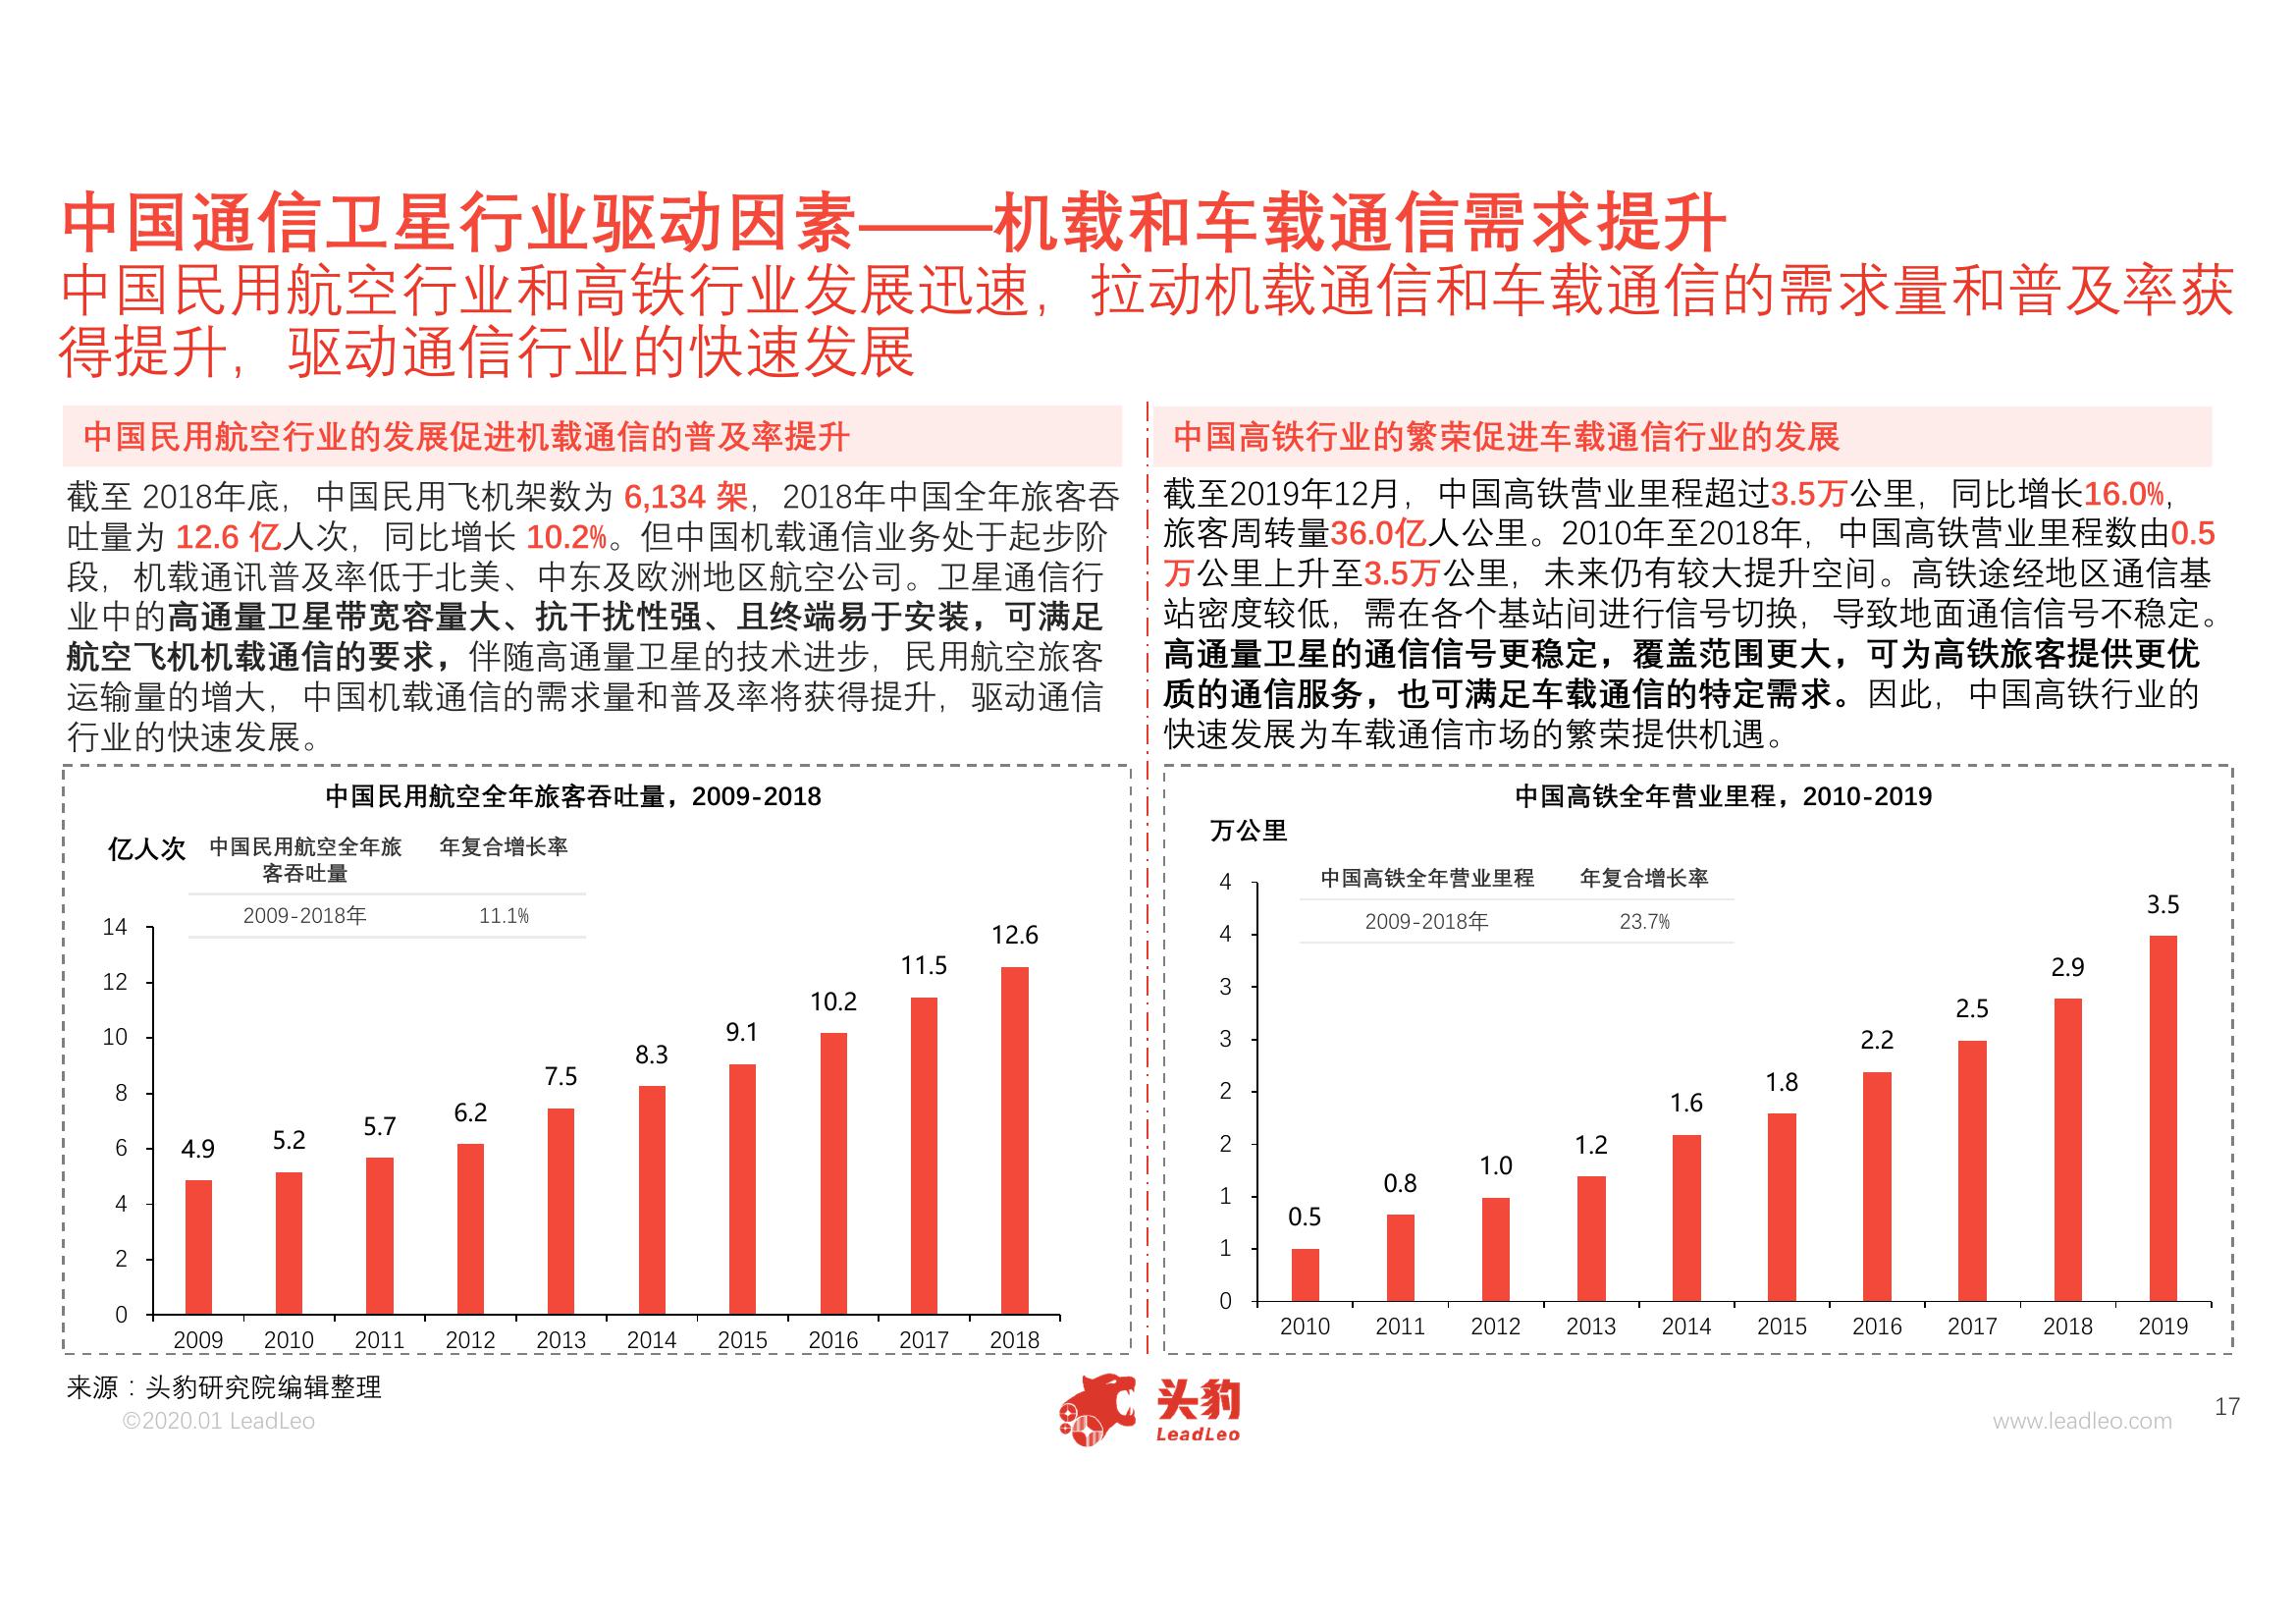 中国通信卫星行业驱动因素——机载和车载通信需求提升
中国民用航空行业和高铁行业发展迅速，拉动机载通信和车载通信的需求量和普及率获
得提升，驱动通信行业的快速发展
中国民用航空行业的发展促进机载通信的普及率提升
截至 2018年底，中国民用飞机架数为 6,134 架，2018年中国全年旅客吞
吐量为 12.6 亿人次，同比增长 10.2%。但中国机载通信业务处于起步阶
段，机载通讯普及率低于北美、中东及欧洲地区航空公司。卫星通信行
业中的高通量卫星带宽容量大、抗干扰性强、且终端易于安装，可满足
航空飞机机载通信的要求，伴随高通量卫星的技术进步，民用航空旅客
运输量的增大，中国机载通信的需求量和普及率将获得提升，驱动通信
行业的快速发展。
中国高铁行业的繁荣促进车载通信行业的发展
截至2019年12月，中国高铁营业里程超过3.5万公里，同比增长16.0%，
旅客周转量36.0亿人公里。2010年至2018年，中国高铁营业里程数由0.5
万公里上升至3.5万公里，未来仍有较大提升空间。高铁途经地区通信基
站密度较低，需在各个基站间进行信号切换，导致地面通信信号不稳定。
高通量卫星的通信信号更稳定，覆盖范围更大，可为高铁旅客提供更优
质的通信服务，也可满足车载通信的特定需求。因此，中国高铁行业的
快速发展为车载通信市场的繁荣提供机遇。
中国民用航空全年旅客吞吐量，2009-2018
亿人次
中国民用航空全年旅 年复合增长率
客吞吐量
2009-2018年 11.1%
14
12
10
8
6
4
2
0
4.9
5.2
5.7
6.2
7.5
8.3
9.1
10.2
11.5
12.6
2009 2010 2011 2012 2013 2014 2015 2016 2017 2018
中国高铁全年营业里程，2010-2019
万公里
中国高铁全年营业里程 年复合增长率
2009-2018年 23.7%
4
4
3
3
2
2
1
1
0
0.5
0.8
1.0
1.2
1.6
1.8
2.2
2.5
2.9
3.5
2010 2011 2012 2013 2014 2015 2016 2017 2018 2019
来源：头豹研究院编辑整理
©2020.01 LeadLeo
头豹
LeadLeo
www.leadleo.com
17